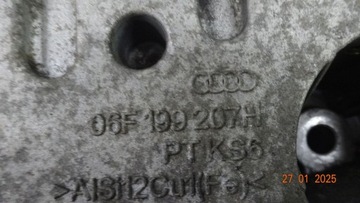 06F 199 207H
PT KS6
>AlSi12Cu1(Fe)<
27 01 2025